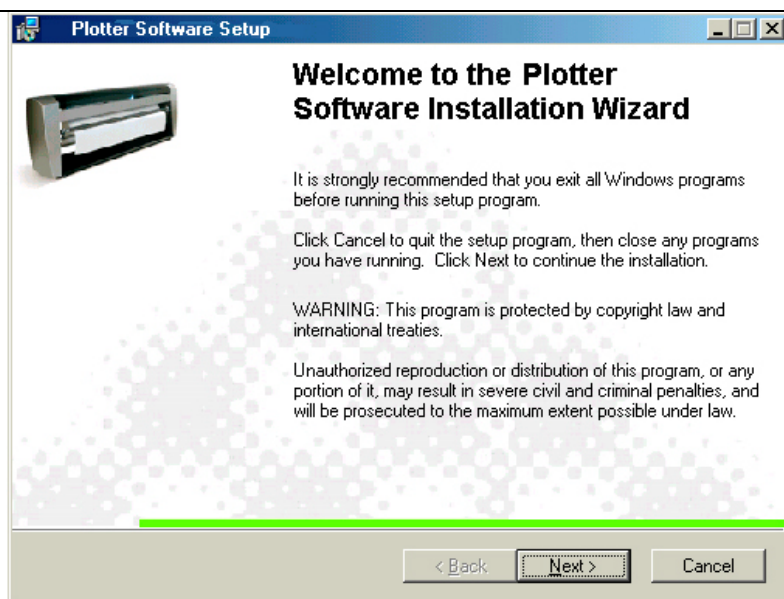 Plotter Software Setup
Welcome to the Plotter
Software Installation Wizard
It is strongly recommended that you exit all Windows programs
before running this setup program.
Click Cancel to quit the setup program, then close any programs
you have running. Click Next to continue the installation.
WARNING: This program is protected by copyright law and
international treaties.
Unauthorized reproduction or distribution of this program, or any
portion of it, may result in severe civil and criminal penalties, and
will be prosecuted to the maximum extent possible under law.
< Back Next > Cancel